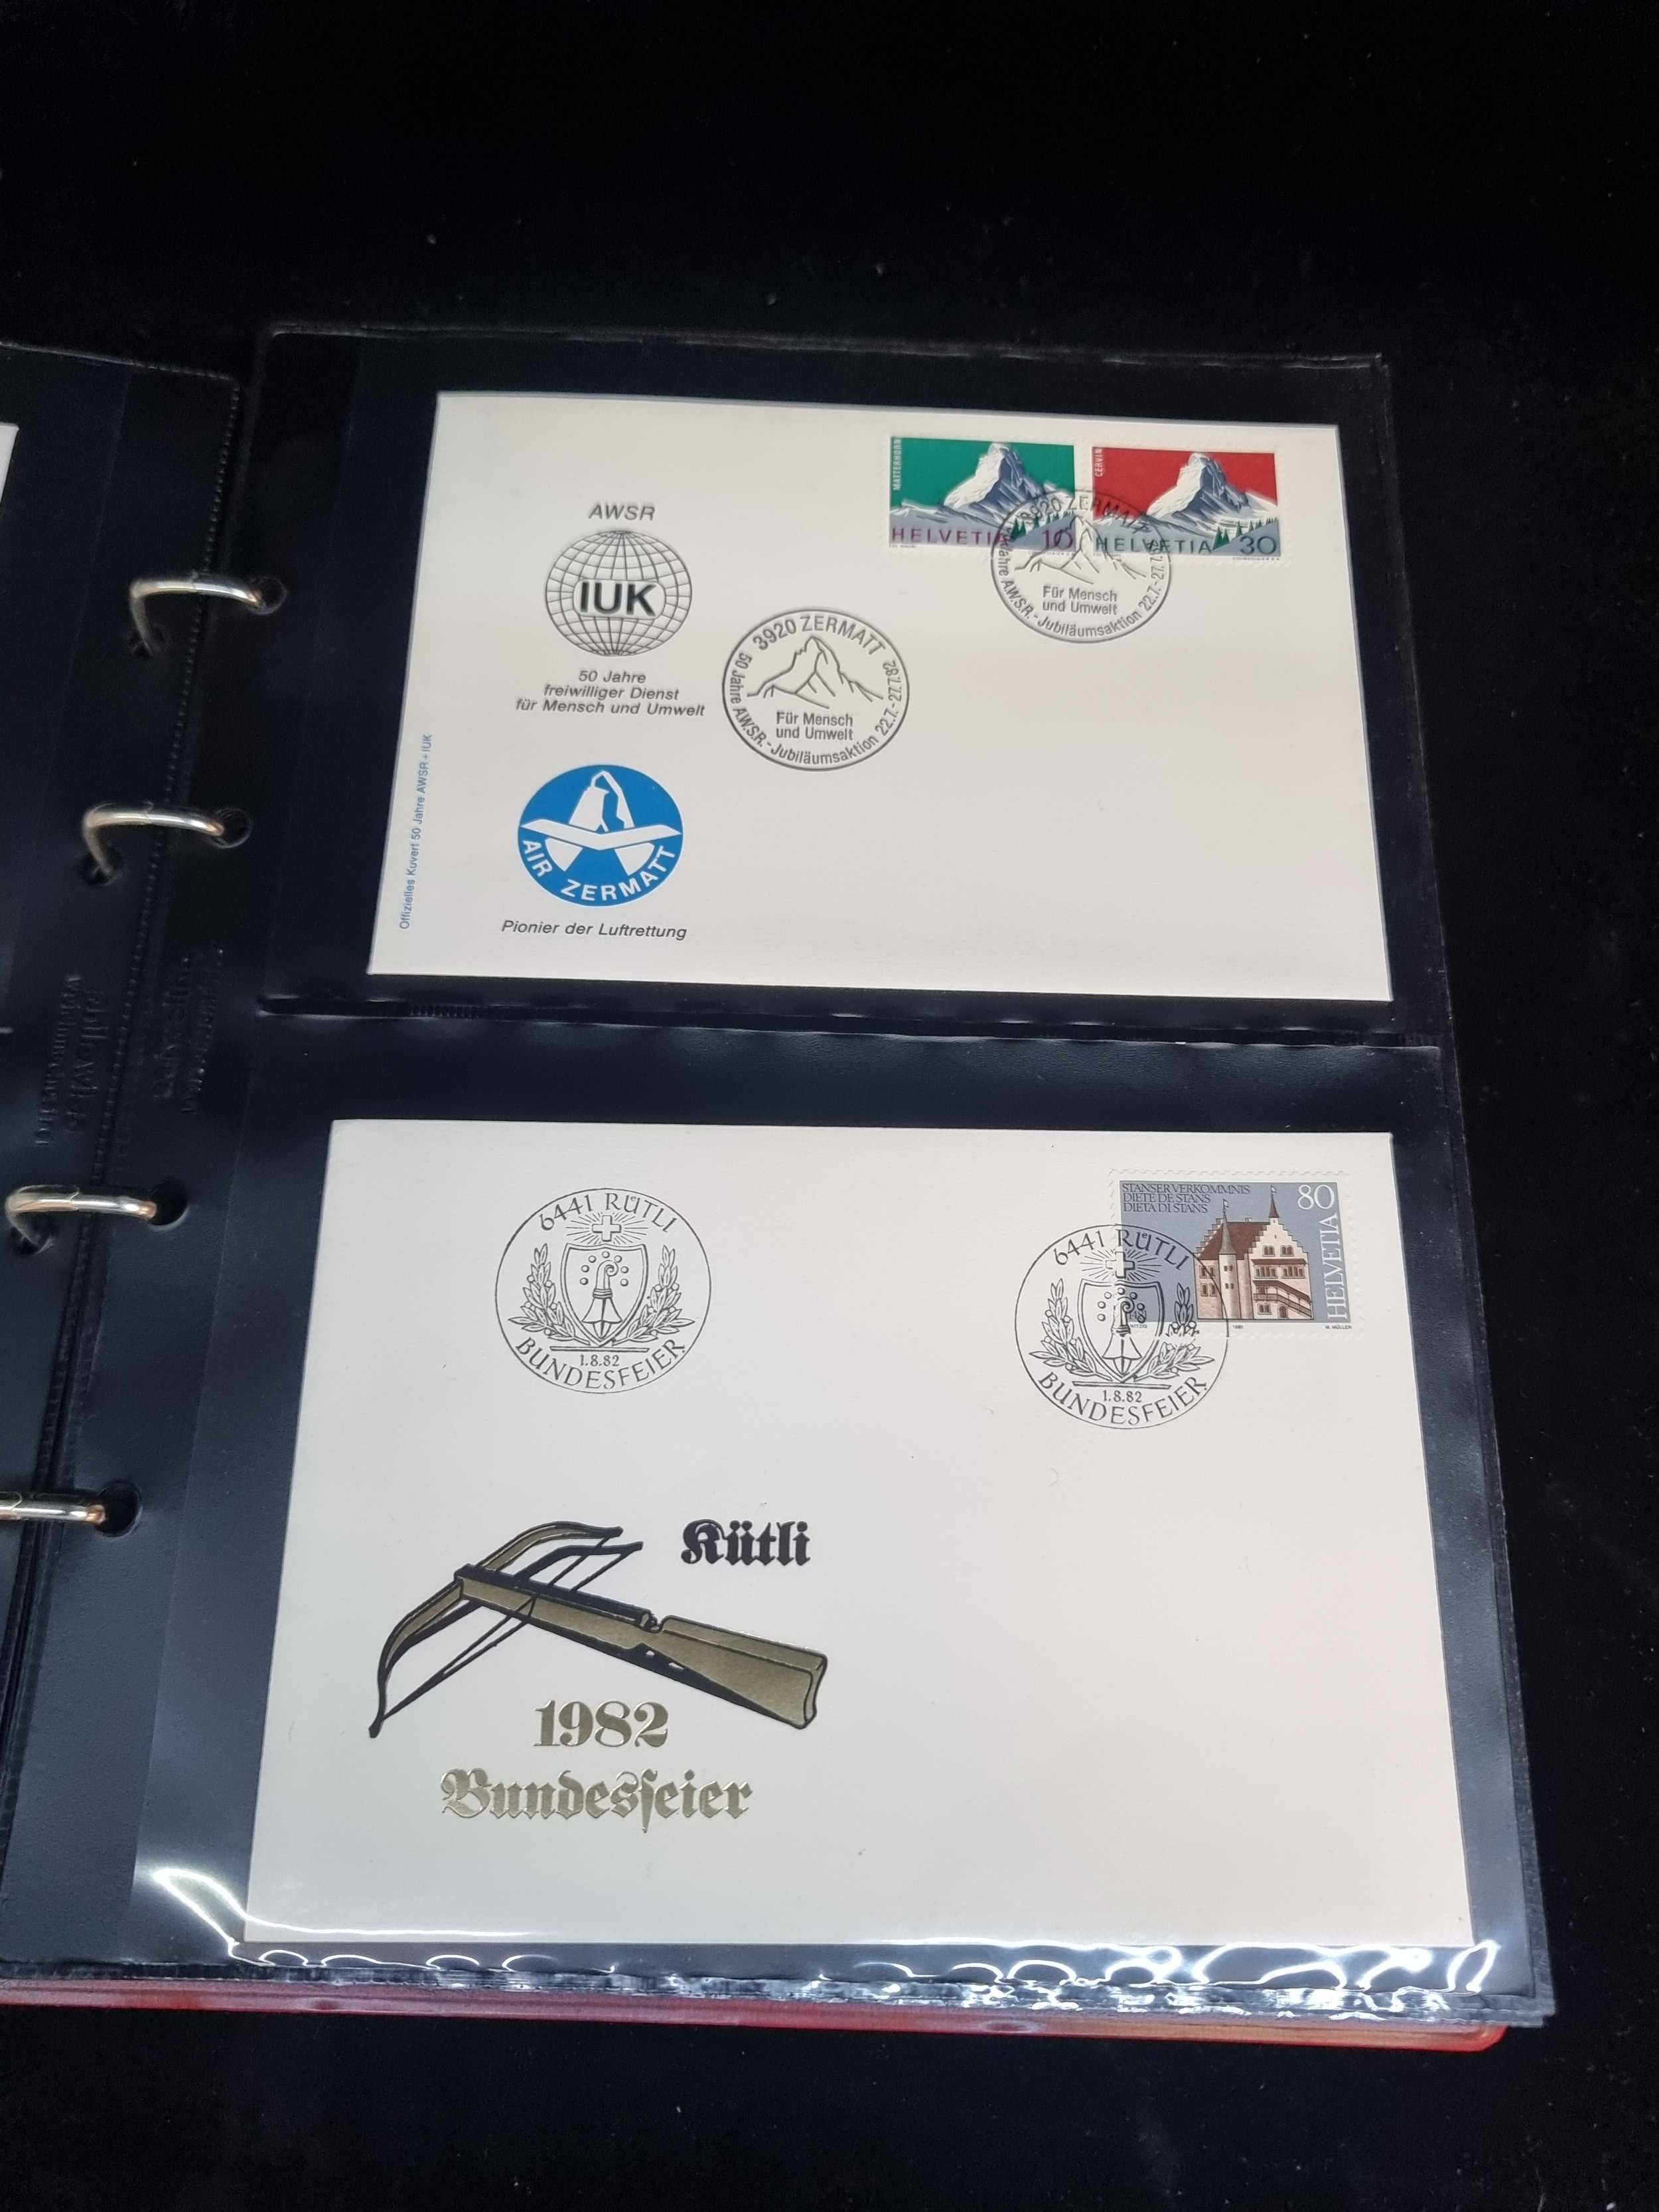 AWSR
IUK
50 Jahre
freiwilliger Dienst
für Mensch und Umwelt
Offizielles Kuvert 50 Jahre AWSR + IUK
AIR ZERMATT
Pionier der Luftrettung
3920 ZERMATT
Für Mensch
und Umwelt
50 Jahre A.W.S.R.-Jubiläumsaktion 22.7.-27.7.82
MATTERHORN
HELVETIA 10
CERVIN
HELVETIA 30
3920 ZERMATT
Für Mensch
und Umwelt
Jahre A.W.S.R.-Jubiläumsaktion 22.7.-27.7.82
6441 RÜTLI
1.8.82
BUNDESFEIER
STANSER VERKOMMNIS
DIETE DE STANS
DIETA DI STANS
80
HELVETIA
1981
M. MÜLLER
6441 RÜTLI
1.8.82
BUNDESFEIER
Rütli
1982
Bundesfeier